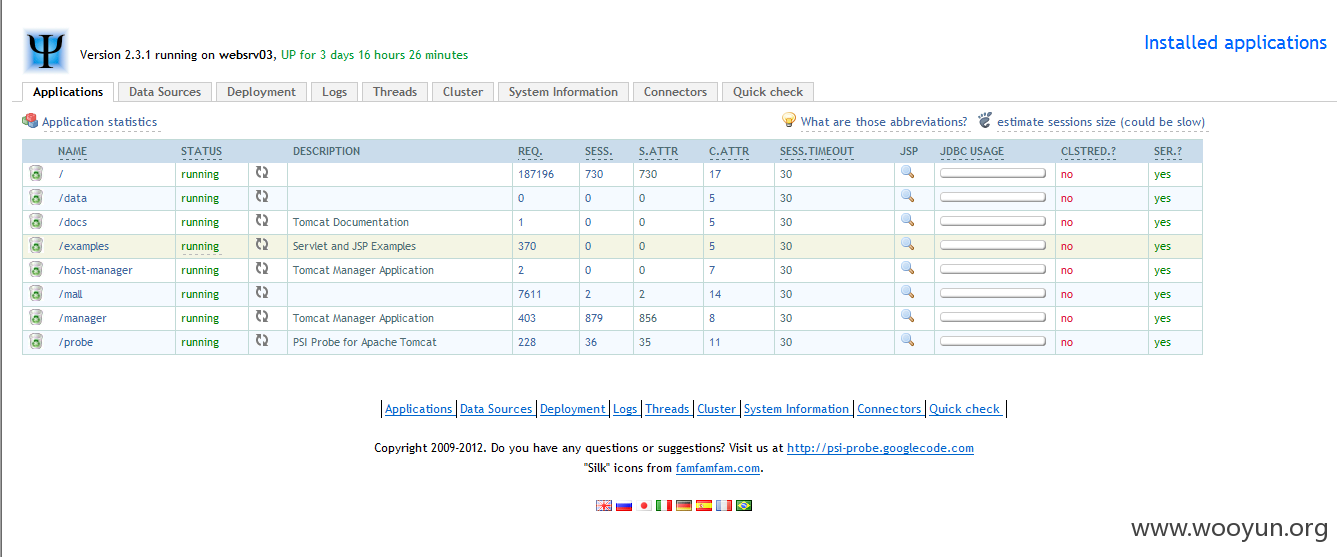 Installed applications
Version 2.3.1 running on websrv03, UP for 3 days 16 hours 26 minutes
Applications Data Sources Deployment Logs Threads Cluster System Information Connectors Quick check
Application statistics What are those abbreviations? estimate sessions size (could be slow)
NAME STATUS DESCRIPTION REQ. SESS. S.ATTR C.ATTR SESS.TIMEOUT JSP JDBC USAGE CLSTRED.? SER.?
/ running 187196 730 730 17 30 no yes
/data running 0 0 0 5 30 no yes
/docs running Tomcat Documentation 1 0 0 5 30 no yes
/examples running Servlet and JSP Examples 370 0 0 5 30 no yes
/host-manager running Tomcat Manager Application 2 0 0 7 30 no yes
/mall running 7611 2 2 14 30 no yes
/manager running Tomcat Manager Application 403 879 856 8 30 no yes
/probe running PSI Probe for Apache Tomcat 228 36 35 11 30 no yes
Applications Data Sources Deployment Logs Threads Cluster System Information Connectors Quick check
Copyright 2009-2012. Do you have any questions or suggestions? Visit us at http://psi-probe.googlecode.com
"Silk" icons from famfamfam.com.
www.wooyun.org